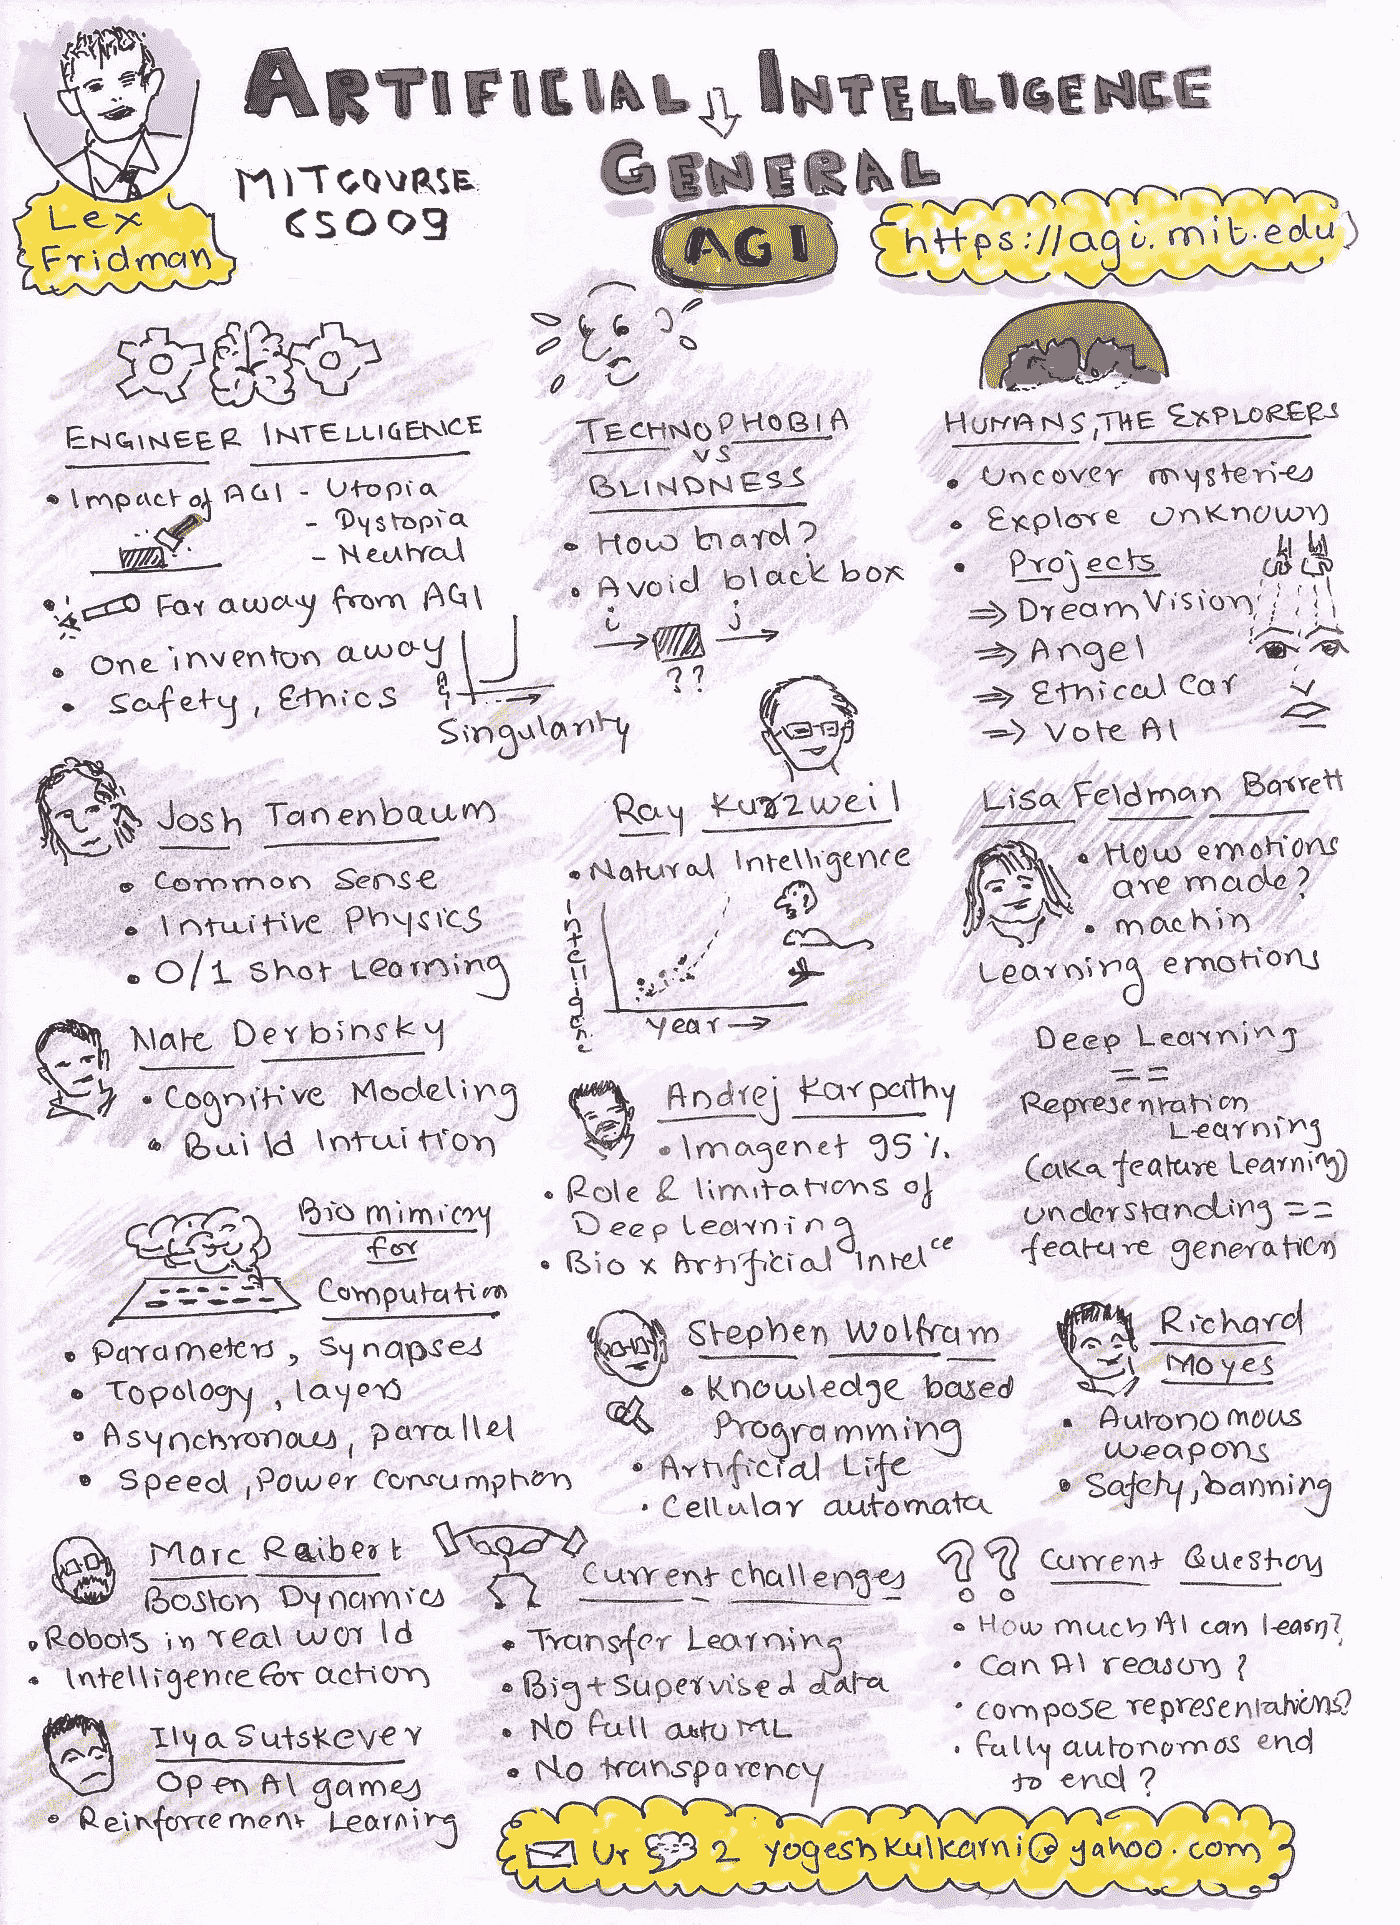 ARTIFICIAL INTELLIGENCE
GENERAL
MIT COURSE
6S009
Lex
Fridman
AGI
https://agi.mit.edu
ENGINEER INTELLIGENCE
• Impact of AGI - Utopia
- Dystopia
- Neutral
• Far away from AGI
• One inventon away
• Safety, Ethics
AGI
Singularity
TECHNOPHOBIA
VS
BLINDNESS
• How hard?
• Avoid black box
i j
??
HUMANS, THE EXPLORERS
• Uncover mysteries
• Explore unknown
• Projects
⇒ Dream Vision
⇒ Angel
⇒ Ethical Car
⇒ Vote AI
Josh Tanenbaum
• Common Sense
• Intuitive Physics
• 0/1 Shot Learning
Ray Kurzweil
• Natural Intelligence
Intelligence
Year →
Lisa Feldman Barrett
• How emotions
are made?
• machin
Learning emotions
Nate Derbinsky
• Cognitive Modeling
• Build Intuition
Andrej Karpathy
• Imagenet 95%
• Role & limitations of
Deep learning
• Bio x Artificial Intel^ce
Deep Learning
==
Representation
Learning
(aka feature Learning)
understanding ==
feature generation
Biomimicry
for
Computation
• Parameters, Synapses
• Topology, layers
• Asynchronous, parallel
• Speed, Power Consumption
Stephen Wolfram
• Knowledge based
Programming
• Artificial Life
• Cellular automata
Richard
Moyes
• Autonomous
weapons
• Safety, banning
Marc Raibert
Boston Dynamics
• Robots in real world
• Intelligence for action
Current challenges
• Transfer Learning
• Big + Supervised data
• No full auto ML
• No transparency
?? Current Question
• How much AI can learn?
• Can AI reason?
• compose representations?
• fully autonomos end
to end?
Ilya Sutskever
Open AI games
• Reinforcement Learning
Ur 2 yogeshkulkarni@yahoo.com